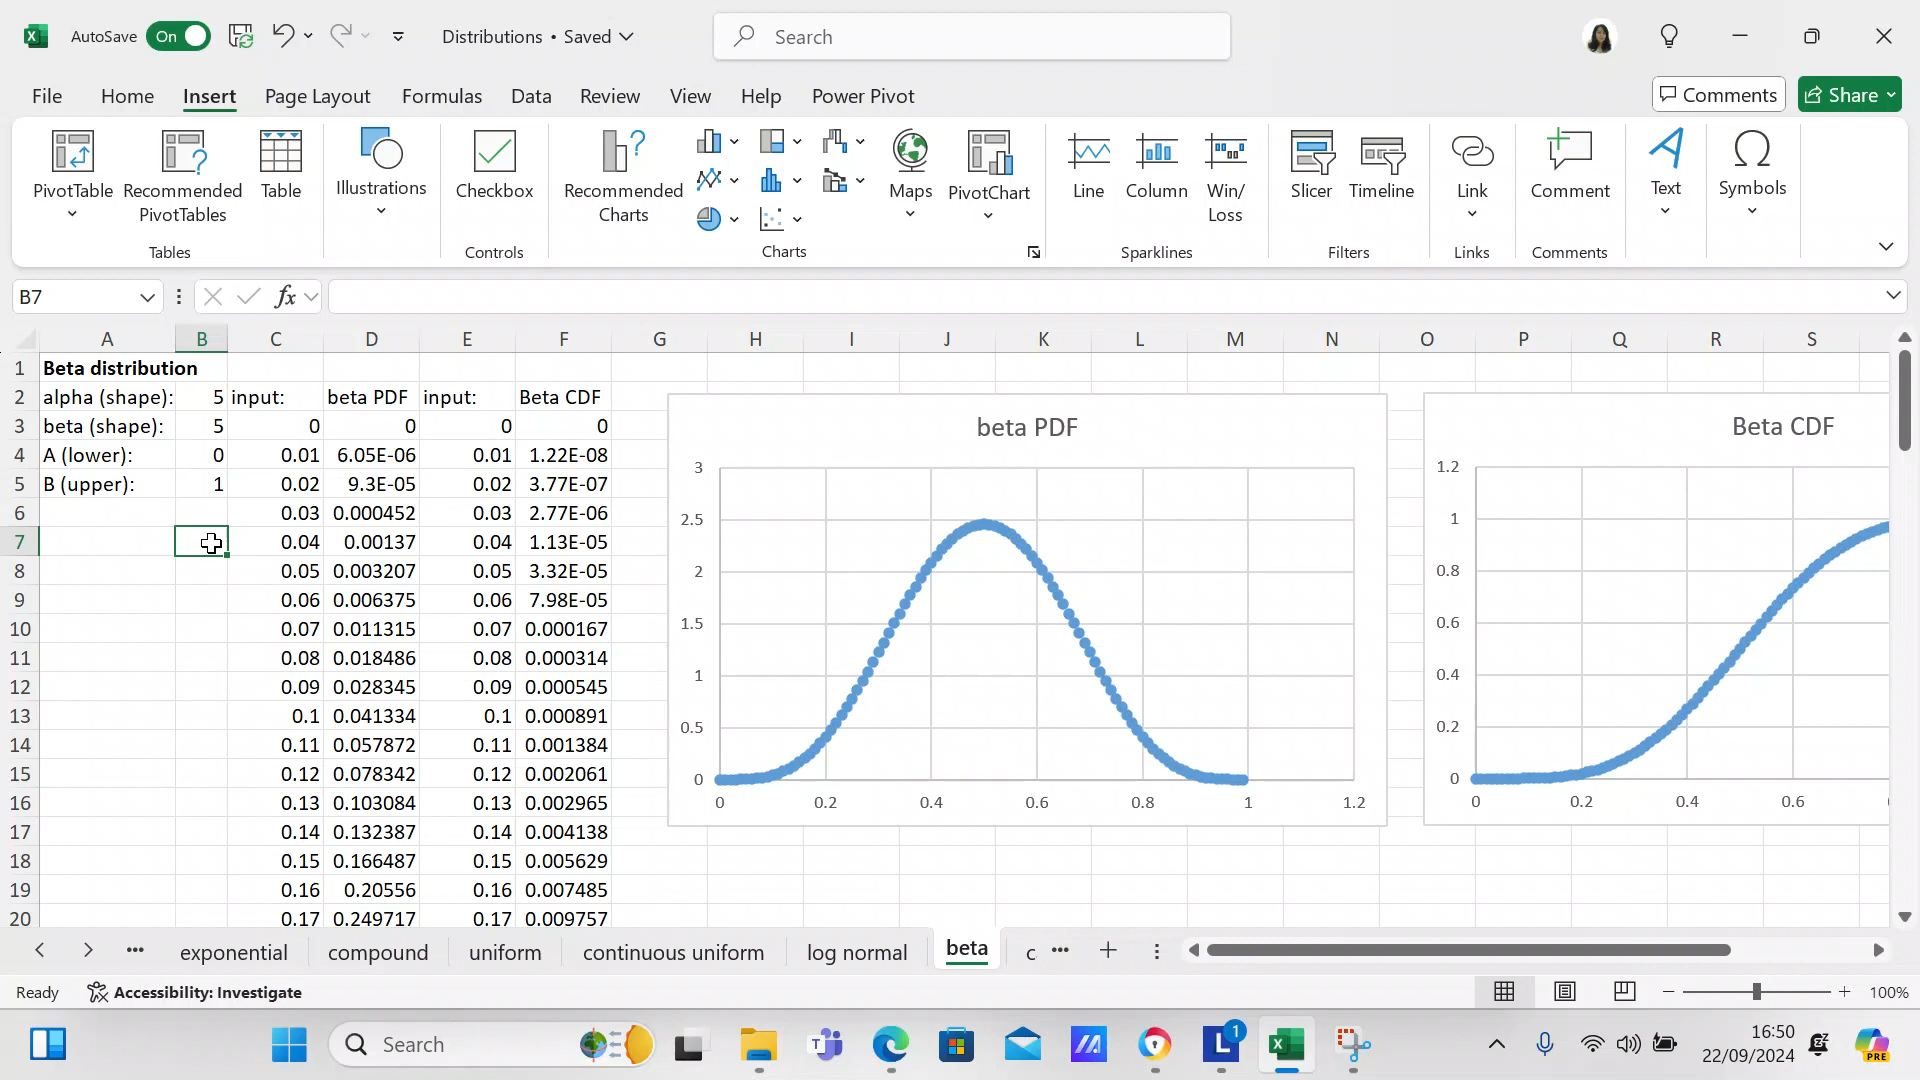 AutoSave On Distributions • Saved Search
File Home Insert Page Layout Formulas Data Review View Help Power Pivot Comments Share
PivotTable Recommended PivotTables Table Illustrations Checkbox Recommended Charts Maps PivotChart Line Column Win/ Loss Slicer Timeline Link Comment Text Symbols
Tables Controls Charts Sparklines Filters Links Comments
B7 fx
A B C D E F G H I J K L M N O P Q R S
1 Beta distribution
2 alpha (shape): 5 input: beta PDF input: Beta CDF
3 beta (shape): 5 0 0 0 0
4 A (lower): 0 0.01 6.05E-06 0.01 1.22E-08
5 B (upper): 1 0.02 9.3E-05 0.02 3.77E-07
6 0.03 0.000452 0.03 2.77E-06
7 0.04 0.00137 0.04 1.13E-05
8 0.05 0.003207 0.05 3.32E-05
9 0.06 0.006375 0.06 7.98E-05
10 0.07 0.011315 0.07 0.000167
11 0.08 0.018486 0.08 0.000314
12 0.09 0.028345 0.09 0.000545
13 0.1 0.041334 0.1 0.000891
14 0.11 0.057872 0.11 0.001384
15 0.12 0.078342 0.12 0.002061
16 0.13 0.103084 0.13 0.002965
17 0.14 0.132387 0.14 0.004138
18 0.15 0.166487 0.15 0.005629
19 0.16 0.20556 0.16 0.007485
20 0.17 0.249717 0.17 0.009757
beta PDF
3
2.5
2
1.5
1
0.5
0
0 0.2 0.4 0.6 0.8 1 1.2
Beta CDF
1.2
1
0.8
0.6
0.4
0.2
0
0 0.2 0.4 0.6
exponential compound uniform continuous uniform log normal beta c
Ready Accessibility: Investigate 100%
Search 1 16:50
22/09/2024
PRE